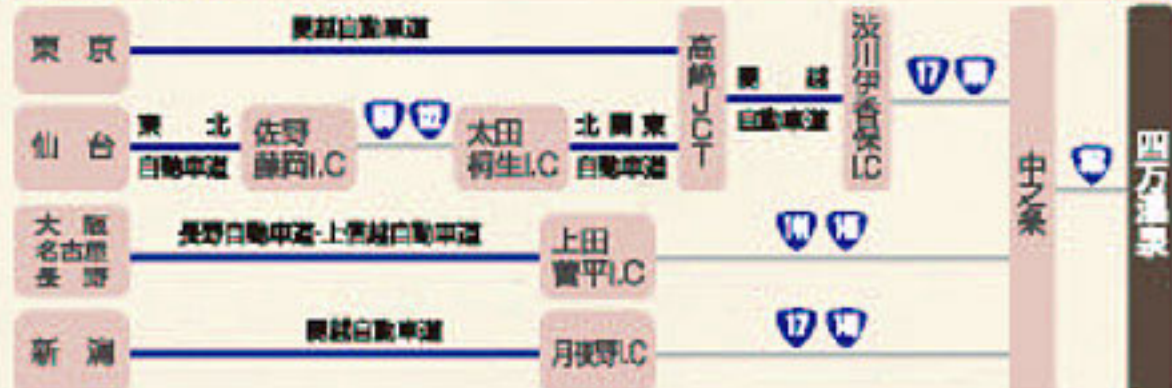 東京
関越自動車道
高崎JCT
関越
自動車道
渋川伊香保I.C
17
仙台
東北
自動車道
佐野
藤岡I.C
太田
桐生I.C
北関東
自動車道
中之条
四万温泉
大阪
名古屋
長野
長野自動車道・上信越自動車道
上田
菅平I.C
新潟
関越自動車道
月夜野I.C
17